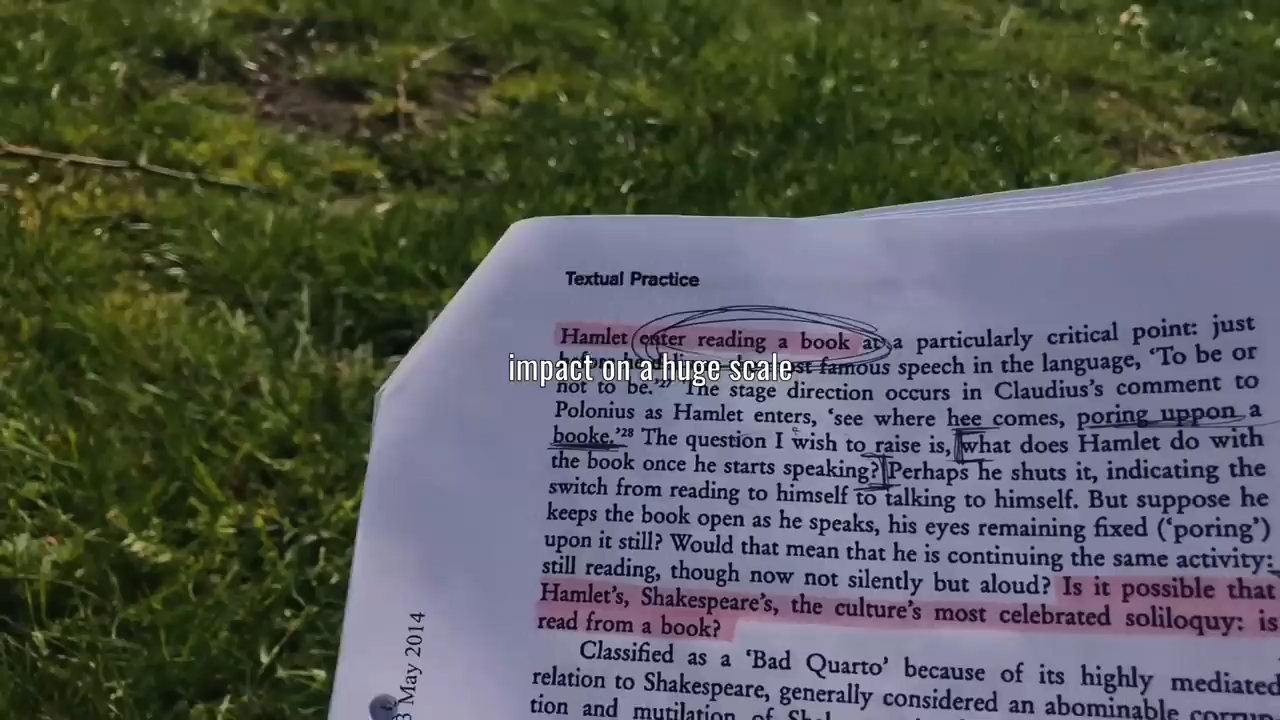 Textual Practice
Hamlet enter reading a book at a particularly critical point: just
most famous speech in the language, 'To be or
impact on a huge scale
not to be.'27 The stage direction occurs in Claudius's comment to
Polonius as Hamlet enters, 'see where hee comes, poring uppon a
booke.'28 The question I wish to raise is, what does Hamlet do with
the book once he starts speaking? Perhaps he shuts it, indicating the
switch from reading to himself to talking to himself. But suppose he
keeps the book open as he speaks, his eyes remaining fixed ('poring')
upon it still? Would that mean that he is continuing the same activity:
still reading, though now not silently but aloud? Is it possible that
Hamlet's, Shakespeare's, the culture's most celebrated soliloquy: is
read from a book?
Classified as a 'Bad Quarto' because of its highly mediated
relation to Shakespeare, generally considered an abominable
tion and mutilation of
May 2014